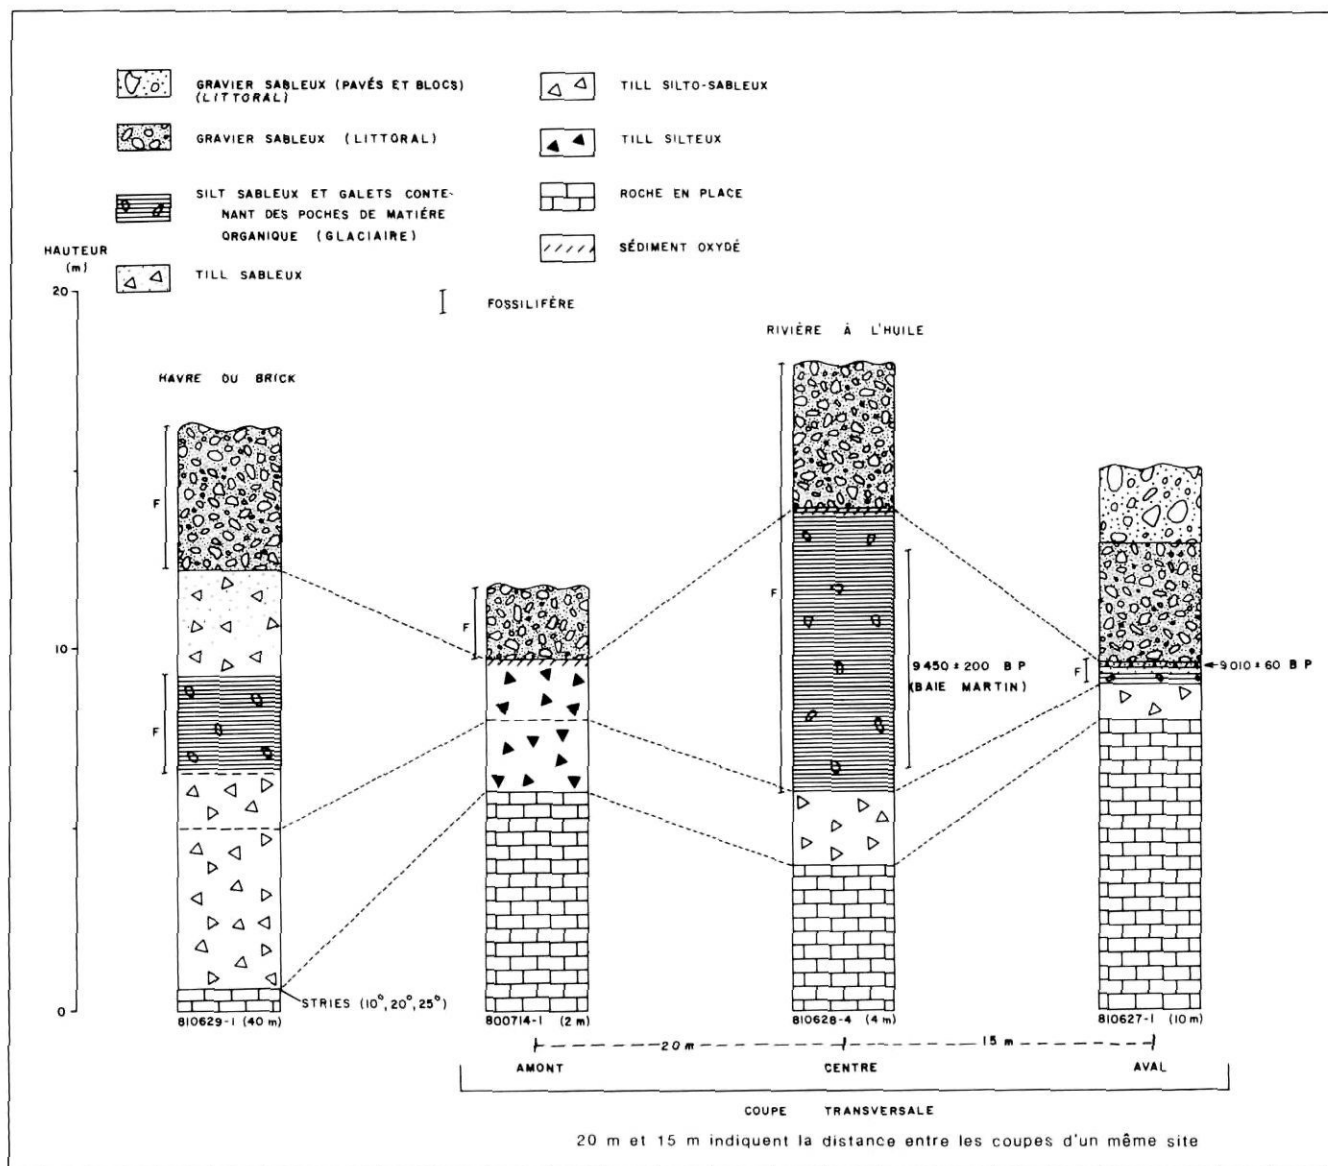 GRAVIER SABLEUX (PAVÉS ET BLOCS)
(LITTORAL)
GRAVIER SABLEUX (LITTORAL)
SILT SABLEUX ET GALETS CONTE-
NANT DES POCHES DE MATIÉRE
ORGANIQUE (GLACIAIRE)
TILL SABLEUX
TILL SILTO-SABLEUX
TILL SILTEUX
ROCHE EN PLACE
SÉDIMENT OXYDÉ
FOSSILIFÈRE
HAUTEUR
(m)
20
10
0
HAVRE DU BRICK
RIVIÈRE À L'HUILE
F
F
F
F
F
9450 ± 200 B P
(BAIE MARTIN)
9010 ± 60 B P
STRIES (10°, 20°, 25°)
810629-1 (40 m)
800714-1 (2 m)
810628-4 (4 m)
810627-1 (10 m)
20 m
15 m
AMONT
CENTRE
AVAL
COUPE TRANSVERSALE
20 m et 15 m indiquent la distance entre les coupes d'un même site